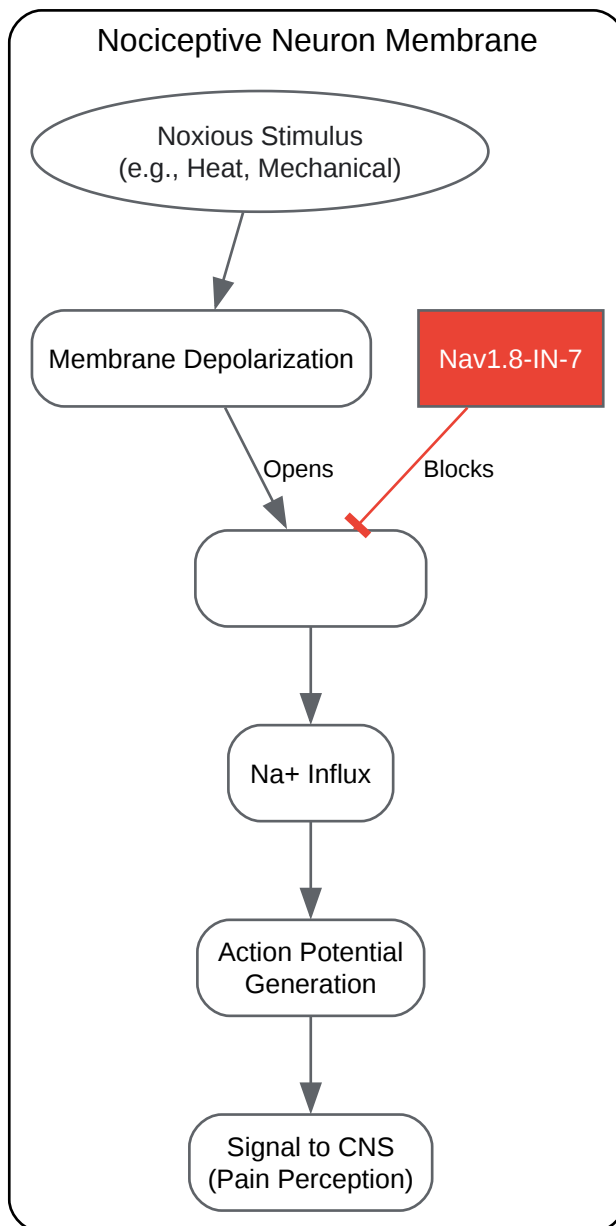 Nociceptive Neuron Membrane
Noxious Stimulus
(e.g., Heat, Mechanical)
Membrane Depolarization
Nav1.8-IN-7
Opens
Blocks
Na+ Influx
Action Potential
Generation
Signal to CNS
(Pain Perception)